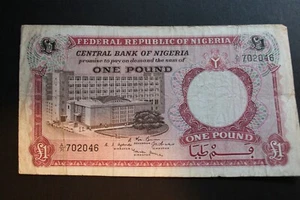 FEDERAL REPUBLIC OF NIGERIA
£1
CENTRAL BANK OF NIGERIA
promise to pay on demand the sum of
ONE POUND
702046
702046
£1
ONE POUND
£1